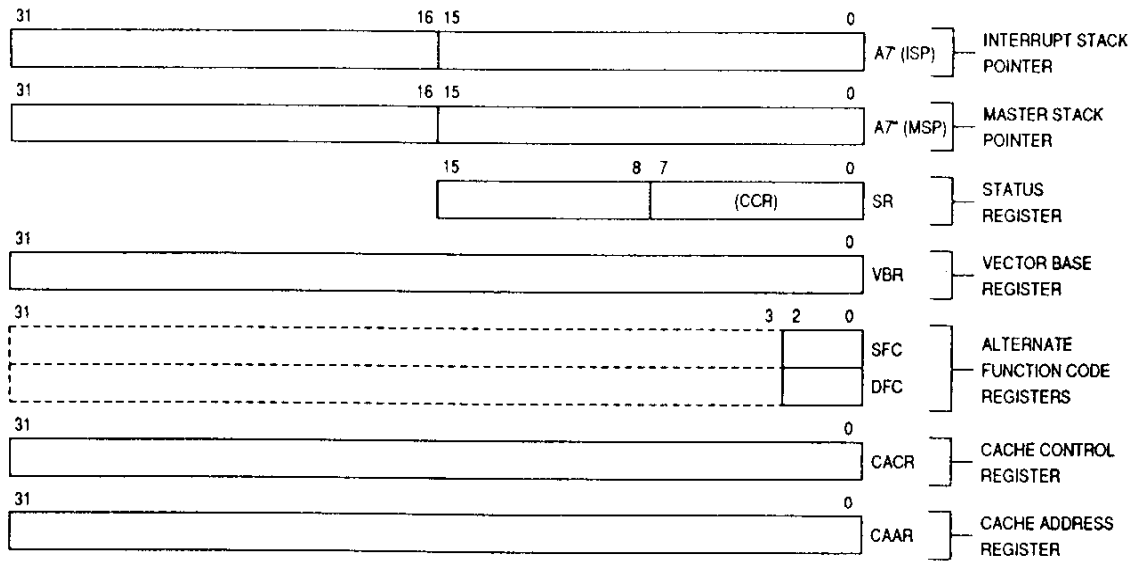 31 16 15 0
A7' (ISP) INTERRUPT STACK
POINTER
31 16 15 0
A7" (MSP) MASTER STACK
POINTER
15 8 7 0
(CCR) SR STATUS
REGISTER
31 0
VBR VECTOR BASE
REGISTER
31 3 2 0
SFC ALTERNATE
FUNCTION CODE
DFC REGISTERS
31 0
CACR CACHE CONTROL
REGISTER
31 0
CAAR CACHE ADDRESS
REGISTER